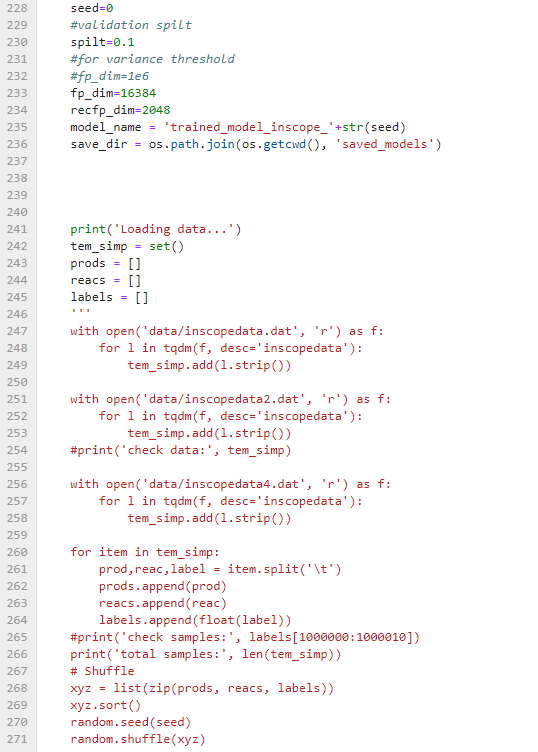 228 seed=0
229 #validation spilt
230 spilt=0.1
231 #for variance threshold
232 #fp_dim=1e6
233 fp_dim=16384
234 recfp_dim=2048
235 model_name = 'trained_model_inscope_'+str(seed)
236 save_dir = os.path.join(os.getcwd(), 'saved_models')
237
238
239
240
241 print('Loading data...')
242 tem_simp = set()
243 prods = []
244 reacs = []
245 labels = []
246 '''
247 with open('data/inscopedata.dat', 'r') as f:
248     for l in tqdm(f, desc='inscopedata'):
249         tem_simp.add(l.strip())
250
251 with open('data/inscopedata2.dat', 'r') as f:
252     for l in tqdm(f, desc='inscopedata'):
253         tem_simp.add(l.strip())
254 #print('check data:', tem_simp)
255
256 with open('data/inscopedata4.dat', 'r') as f:
257     for l in tqdm(f, desc='inscopedata'):
258         tem_simp.add(l.strip())
259
260 for item in tem_simp:
261     prod,reac,label = item.split('\t')
262     prods.append(prod)
263     reacs.append(reac)
264     labels.append(float(label))
265 #print('check samples:', labels[1000000:1000010])
266 print('total samples:', len(tem_simp))
267 # Shuffle
268 xyz = list(zip(prods, reacs, labels))
269 xyz.sort()
270 random.seed(seed)
271 random.shuffle(xyz)